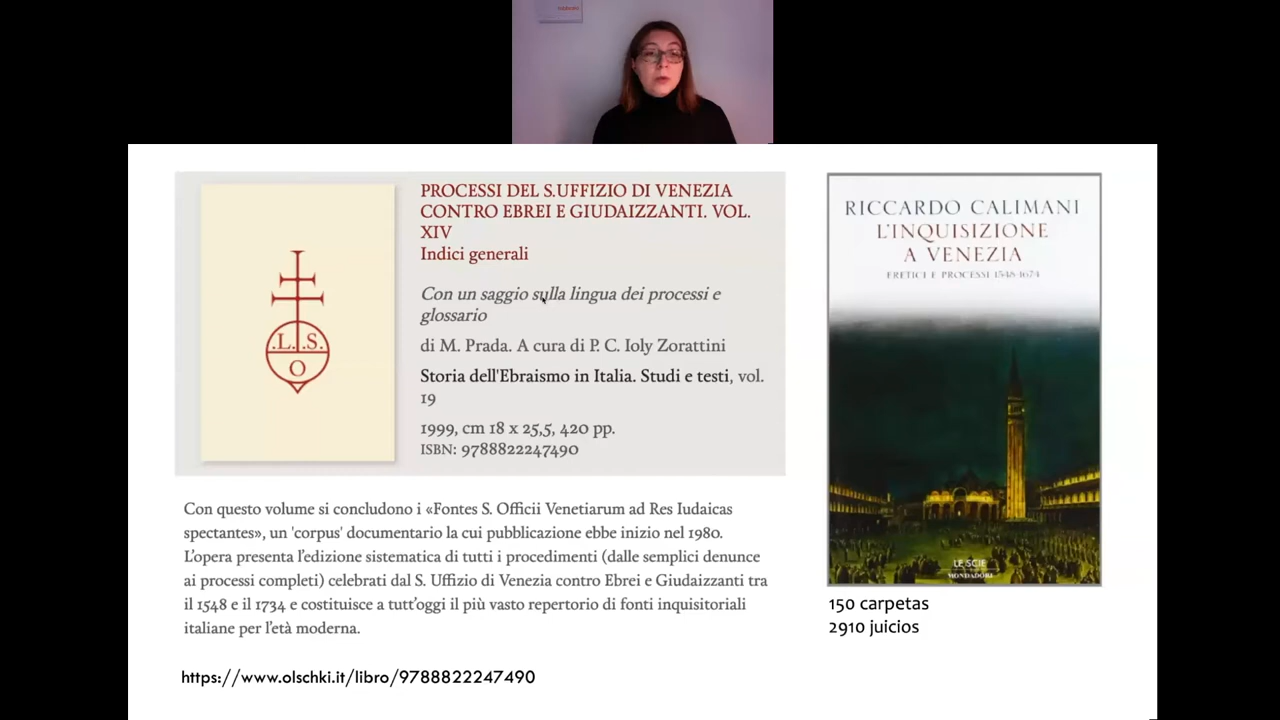 PROCESSI DEL S.UFFIZIO DI VENEZIA
CONTRO EBREI E GIUDAIZZANTI. VOL.
XIV
Indici generali
Con un saggio sulla lingua dei processi e
glossario
di M. Prada. A cura di P. C. Ioly Zorattini
Storia dell'Ebraismo in Italia. Studi e testi, vol.
19
1999, cm 18 x 25,5, 420 pp.
ISBN: 9788822247490
.L. .S.
O
RICCARDO CALIMANI
L'INQUISIZIONE
A VENEZIA
ERETICI E PROCESSI 1548-1674
LE SCIE
MONDADORI
150 carpetas
2910 juicios
Con questo volume si concludono i «Fontes S. Officii Venetiarum ad Res Iudaicas
spectantes», un 'corpus' documentario la cui pubblicazione ebbe inizio nel 1980.
L'opera presenta l'edizione sistematica di tutti i procedimenti (dalle semplici denunce
ai processi completi) celebrati dal S. Uffizio di Venezia contro Ebrei e Giudaizzanti tra
il 1548 e il 1734 e costituisce a tutt'oggi il più vasto repertorio di fonti inquisitoriali
italiane per l'età moderna.
https://www.olschki.it/libro/9788822247490